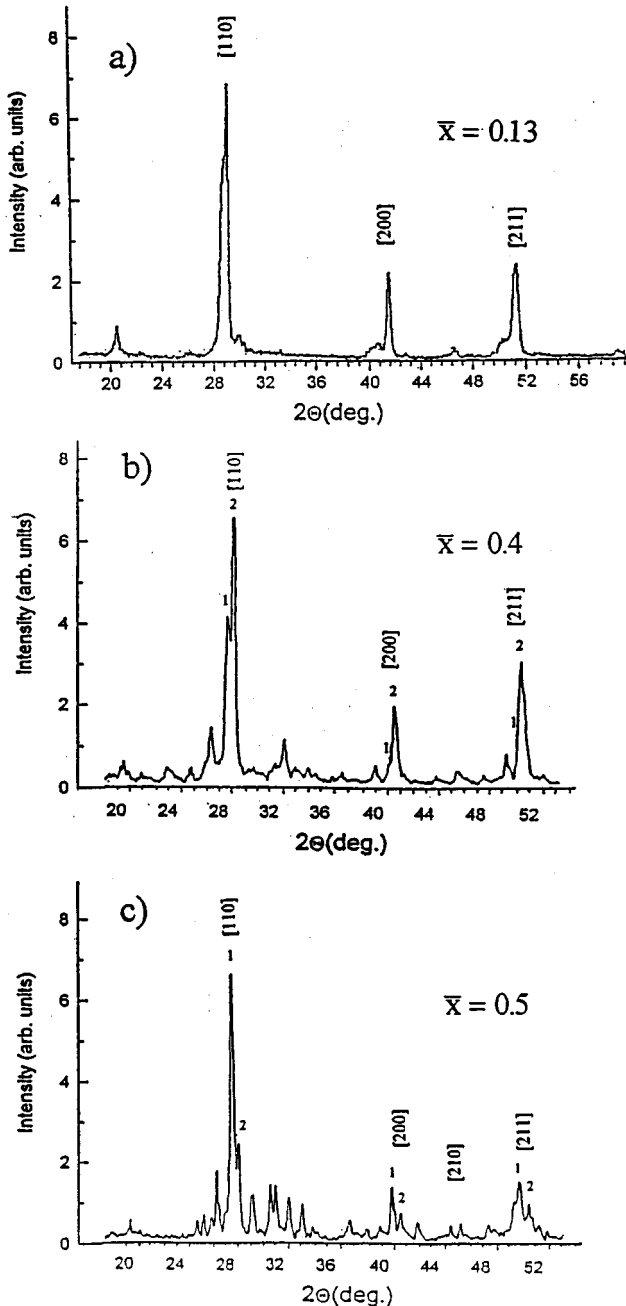 a)
[110]
x̅ = 0.13
[200]
[211]
8
6
4
2
0
Intensity (arb. units)
20 24 28 32 36 40 44 48 52 56
2Θ(deg.)
b)
[110]
2
1
x̅ = 0.4
[200]
2
1
[211]
2
1
8
6
4
2
0
Intensity (arb. units)
20 24 28 32 36 40 44 48 52
2Θ(deg.)
c)
[110]
1
2
x̅ = 0.5
[200]
1
2
[210]
[211]
1
2
8
6
4
2
0
Intensity (arb. units)
20 24 28 32 36 40 44 48 52
2Θ(deg.)